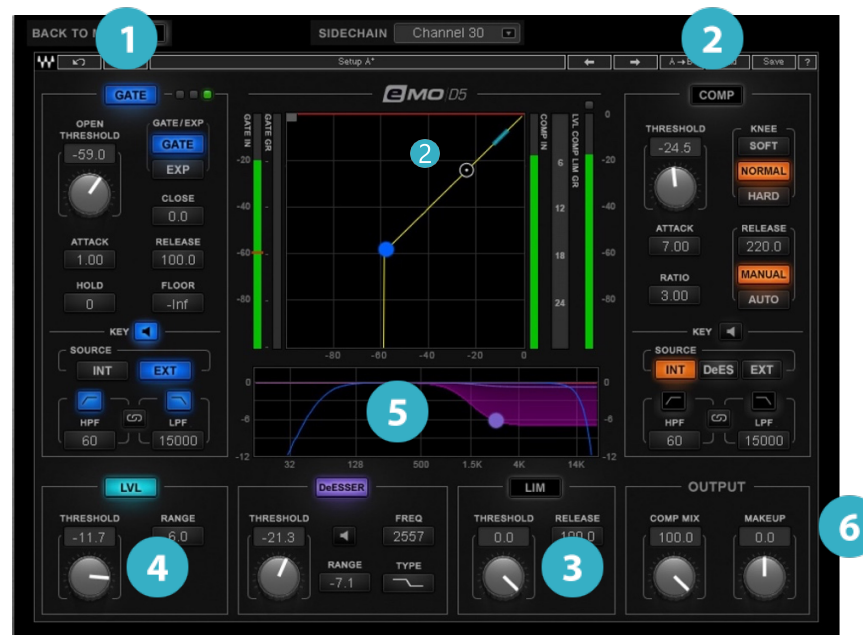 BACK TO M
SIDECHAIN Channel 30
1
2
Setup A*
A→B
Save ?
GATE
eMO D5
COMP
OPEN THRESHOLD
-59.0
GATE/EXP
GATE
EXP
CLOSE
0.0
ATTACK
1.00
RELEASE
100.0
HOLD
0
FLOOR
-Inf
KEY
SOURCE
INT EXT
HPF
60
LPF
15000
GATE IN
GATE GR
-20
-40
-60
-80
2
-80 -60 -40 -20 0
COMP IN
6
12
18
24
LVL COMP LIM GR
0
-20
-40
-60
-80
THRESHOLD
-24.5
KNEE
SOFT
NORMAL
HARD
ATTACK
7.00
RELEASE
220.0
RATIO
3.00
MANUAL
AUTO
KEY
SOURCE
INT DeES EXT
HPF
60
LPF
15000
0
-6
-12
5
0
-6
-12
32 128 500 1.5K 4K 14K
LVL
THRESHOLD
-11.7
RANGE
6.0
4
DeESSER
THRESHOLD
-21.3
FREQ
2557
RANGE
-7.1
TYPE
LIM
THRESHOLD
0.0
RELEASE
100.0
3
OUTPUT
COMP MIX
100.0
MAKEUP
0.0
6